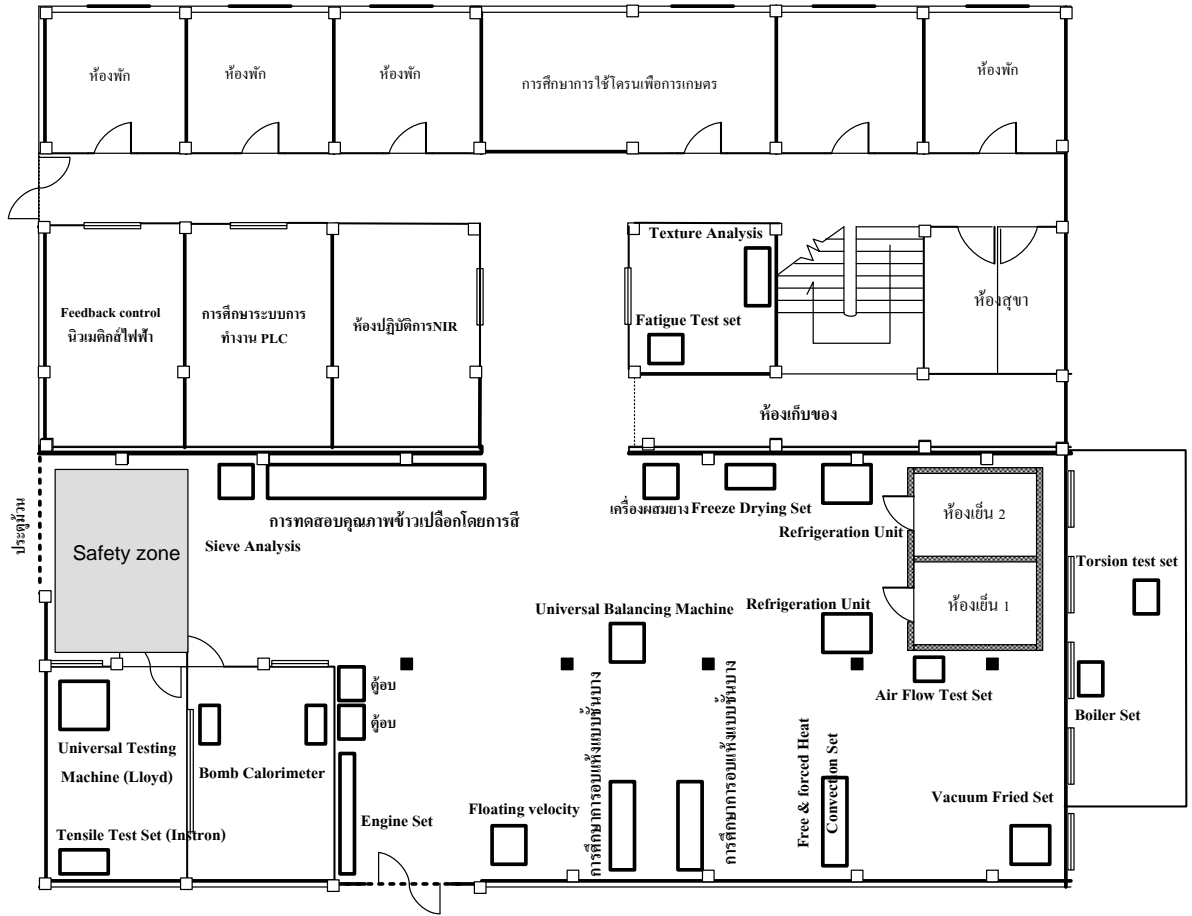 ห้องพัก
ห้องพัก
ห้องพัก
การศึกษาการใช้โดรนเพื่อการเกษตร
ห้องพัก
Feedback control
นิวเมติกส์ไฟฟ้า
การศึกษาระบบการ
ทำงาน PLC
ห้องปฏิบัติการNIR
Texture Analysis
Fatigue Test set
ห้องสุขา
ห้องเก็บของ
ประตูม้วน
Safety zone
การทดสอบคุณภาพข้าวเปลือกโดยการสี
Sieve Analysis
เครื่องผสมยาง
Freeze Drying Set
Refrigeration Unit
ห้องเย็น 2
ห้องเย็น 1
Torsion test set
Universal Balancing Machine
Refrigeration Unit
Air Flow Test Set
Boiler Set
ตู้อบ
ตู้อบ
Universal Testing
Machine (Lloyd)
Bomb Calorimeter
Tensile Test Set (Instron)
Engine Set
Floating velocity
การศึกษาการอบแห้งแบบชั้นบาง
การศึกษาการอบแห้งแบบชั้นบาง
Free & forced Heat
Convection Set
Vacuum Fried Set